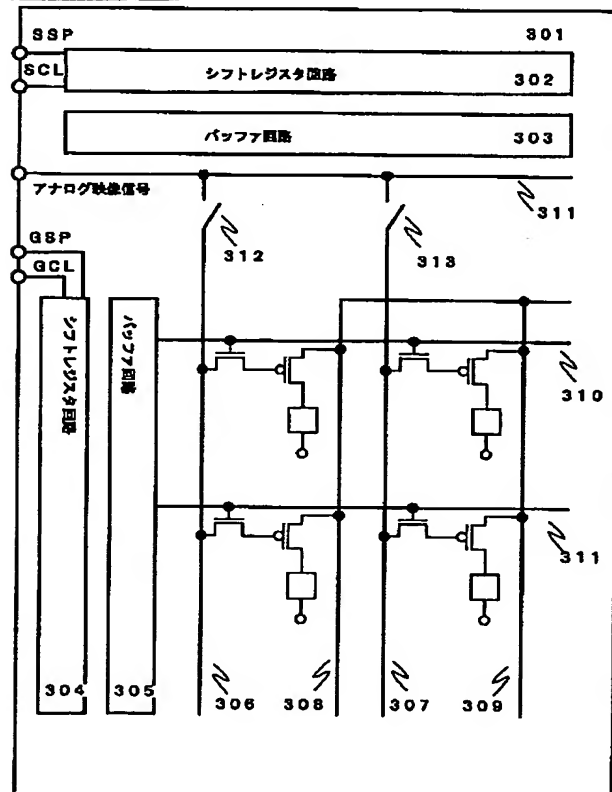 SSP
301
SCL
シフトレジスタ回路
302
バッファ回路
303
アナログ映像信号
311
GSP
312
313
GCL
シフトレジスタ回路
バッファ回路
310
311
304
305
306
308
307
309